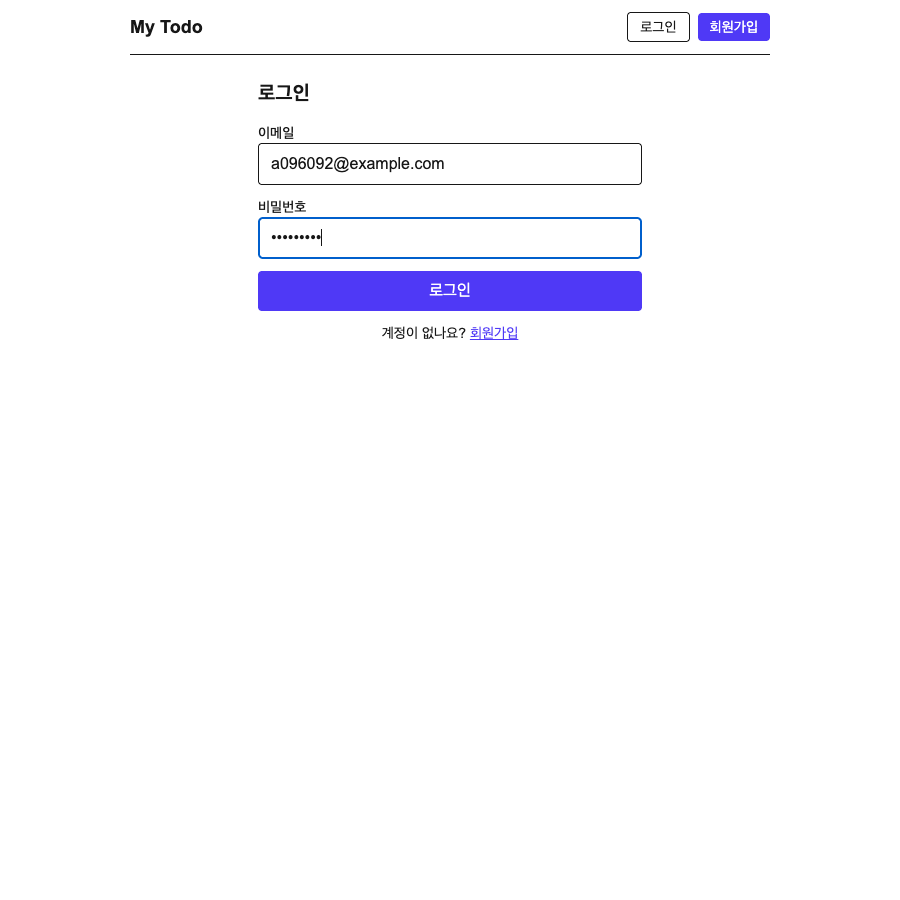 My Todo
로그인
회원가입
로그인
이메일
a096092@example.com
비밀번호
•••••••••
로그인
계정이 없나요? 회원가입